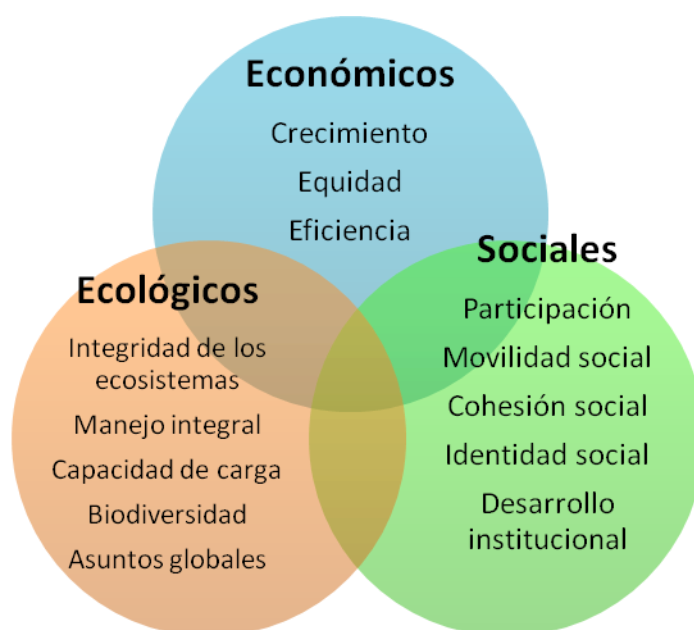 Económicos
Crecimiento
Equidad
Eficiencia
Ecológicos
Integridad de los
ecosistemas
Manejo integral
Capacidad de carga
Biodiversidad
Asuntos globales
Sociales
Participación
Movilidad social
Cohesión social
Identidad social
Desarrollo
institucional